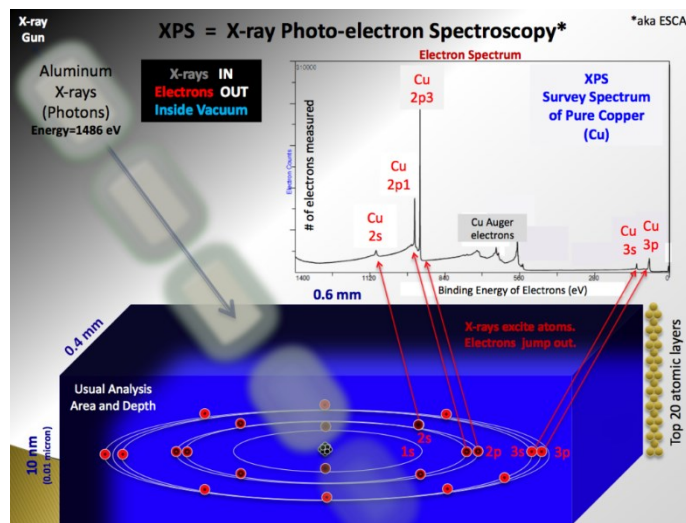 X-ray
Gun
XPS = X-ray Photo-electron Spectroscopy*
*aka ESCA
Aluminum
X-rays
(Photons)
Energy=1486 eV
X-rays IN
Electrons OUT
Inside Vacuum
Electron Spectrum
# of electrons measured
Electron Counts
Cu
2p3
Cu
2p1
Cu
2s
Cu Auger
electrons
XPS
Survey Spectrum
of Pure Copper
(Cu)
Cu
3s
Cu
3p
1400
1120
840
560
280
0
Binding Energy of Electrons (eV)
0.6 mm
0.4 mm
X-rays excite atoms.
Electrons jump out.
Usual Analysis
Area and Depth
10 nm
(0.01 micron)
1s
2s
2p
3s
3p
Top 20 atomic layers